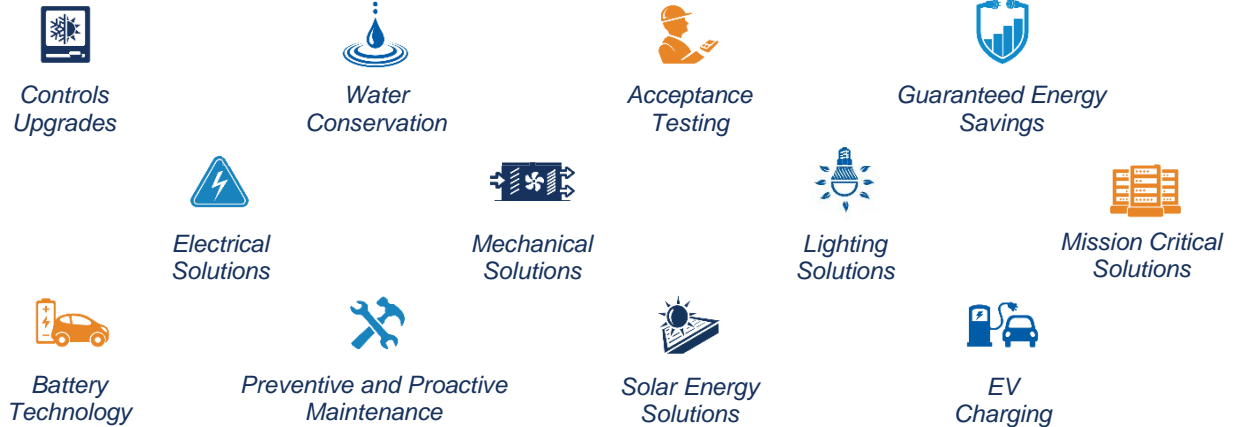 Controls
Upgrades
Water
Conservation
Acceptance
Testing
Guaranteed Energy
Savings
Electrical
Solutions
Mechanical
Solutions
Lighting
Solutions
Mission Critical
Solutions
Battery
Technology
Preventive and Proactive
Maintenance
Solar Energy
Solutions
EV
Charging